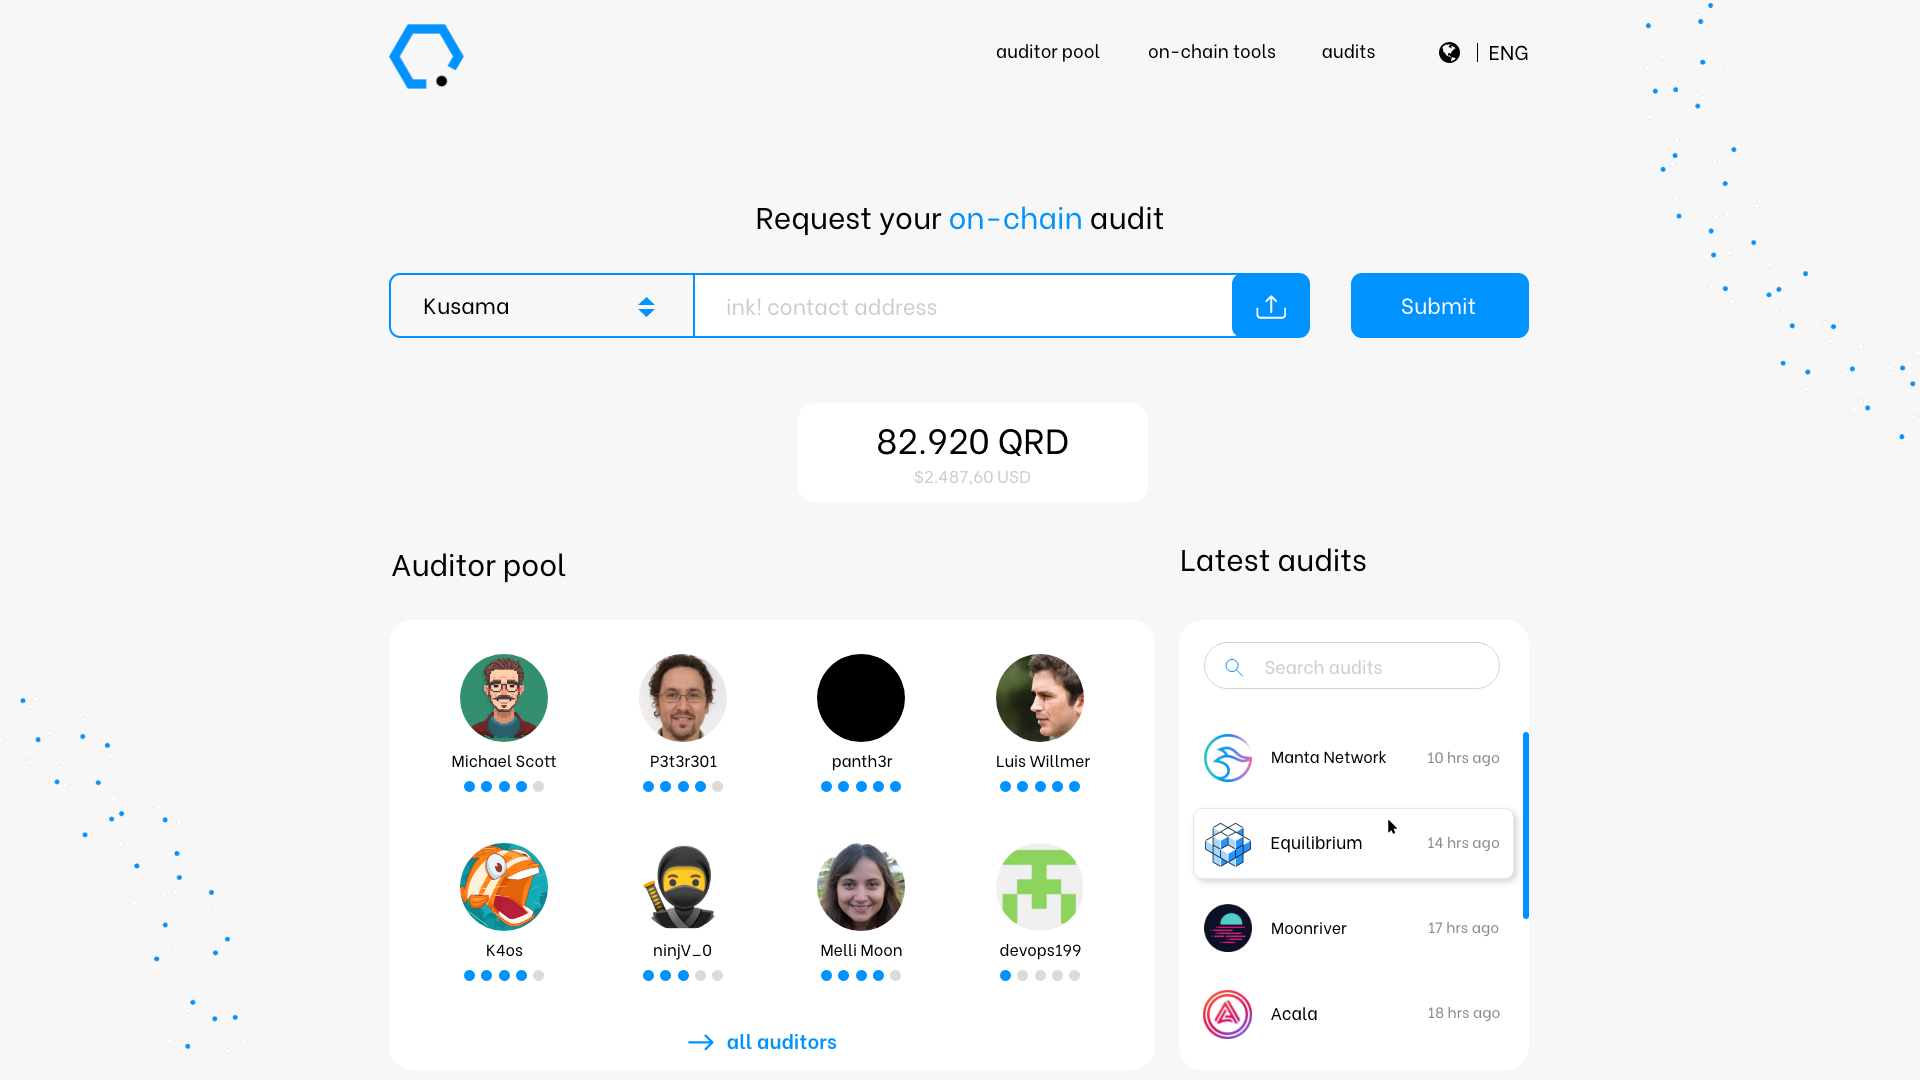 auditor pool
on-chain tools
audits
ENG
Request your on-chain audit
Kusama
ink! contact address
Submit
82.920 QRD
$2.487,60 USD
Auditor pool
Latest audits
Michael Scott
P3t3r301
panth3r
Luis Willmer
K4os
ninjV_0
Melli Moon
devops199
all auditors
Search audits
Manta Network
10 hrs ago
Equilibrium
14 hrs ago
Moonriver
17 hrs ago
Acala
18 hrs ago